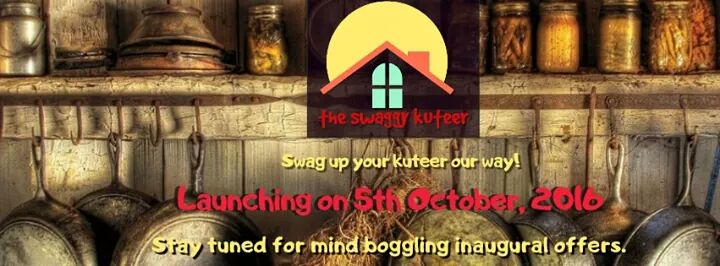 the swaggy kuteer
Swag up your kuteer our way!
Launching on 5th October, 2016
Stay tuned for mind boggling inaugural offers.